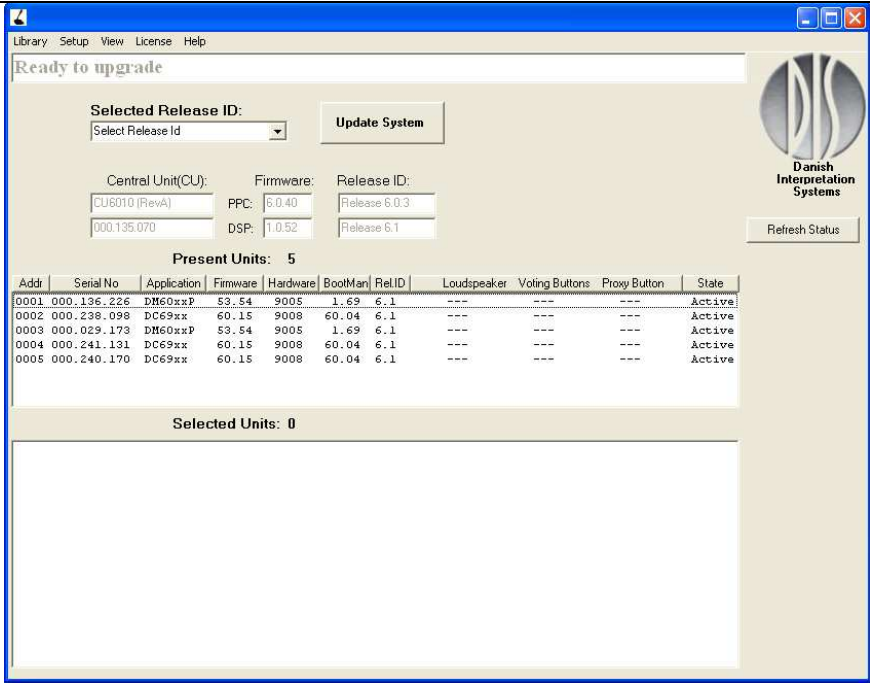 Library Setup View License Help
Ready to upgrade
Selected Release ID:
Select Release Id
Update System
DIS
Danish
Interpretation
Systems
Refresh Status
Central Unit(CU): Firmware: Release ID:
CU6010 (RevA) PPC: 6.0.40 Release 6.0.3
000.135.070 DSP: 1.0.52 Release 6.1
Present Units: 5
Addr Serial No Application Firmware Hardware BootMan Rel.ID Loudspeaker Voting Buttons Proxy Button State
0001 000.136.226 DM60xxP 53.54 9005 1.69 6.1 --- --- --- Active
0002 000.238.098 DC69xx 60.15 9008 60.04 6.1 --- --- --- Active
0003 000.029.173 DM60xxP 53.54 9005 1.69 6.1 --- --- --- Active
0004 000.241.131 DC69xx 60.15 9008 60.04 6.1 --- --- --- Active
0005 000.240.170 DC69xx 60.15 9008 60.04 6.1 --- --- --- Active
Selected Units: 0